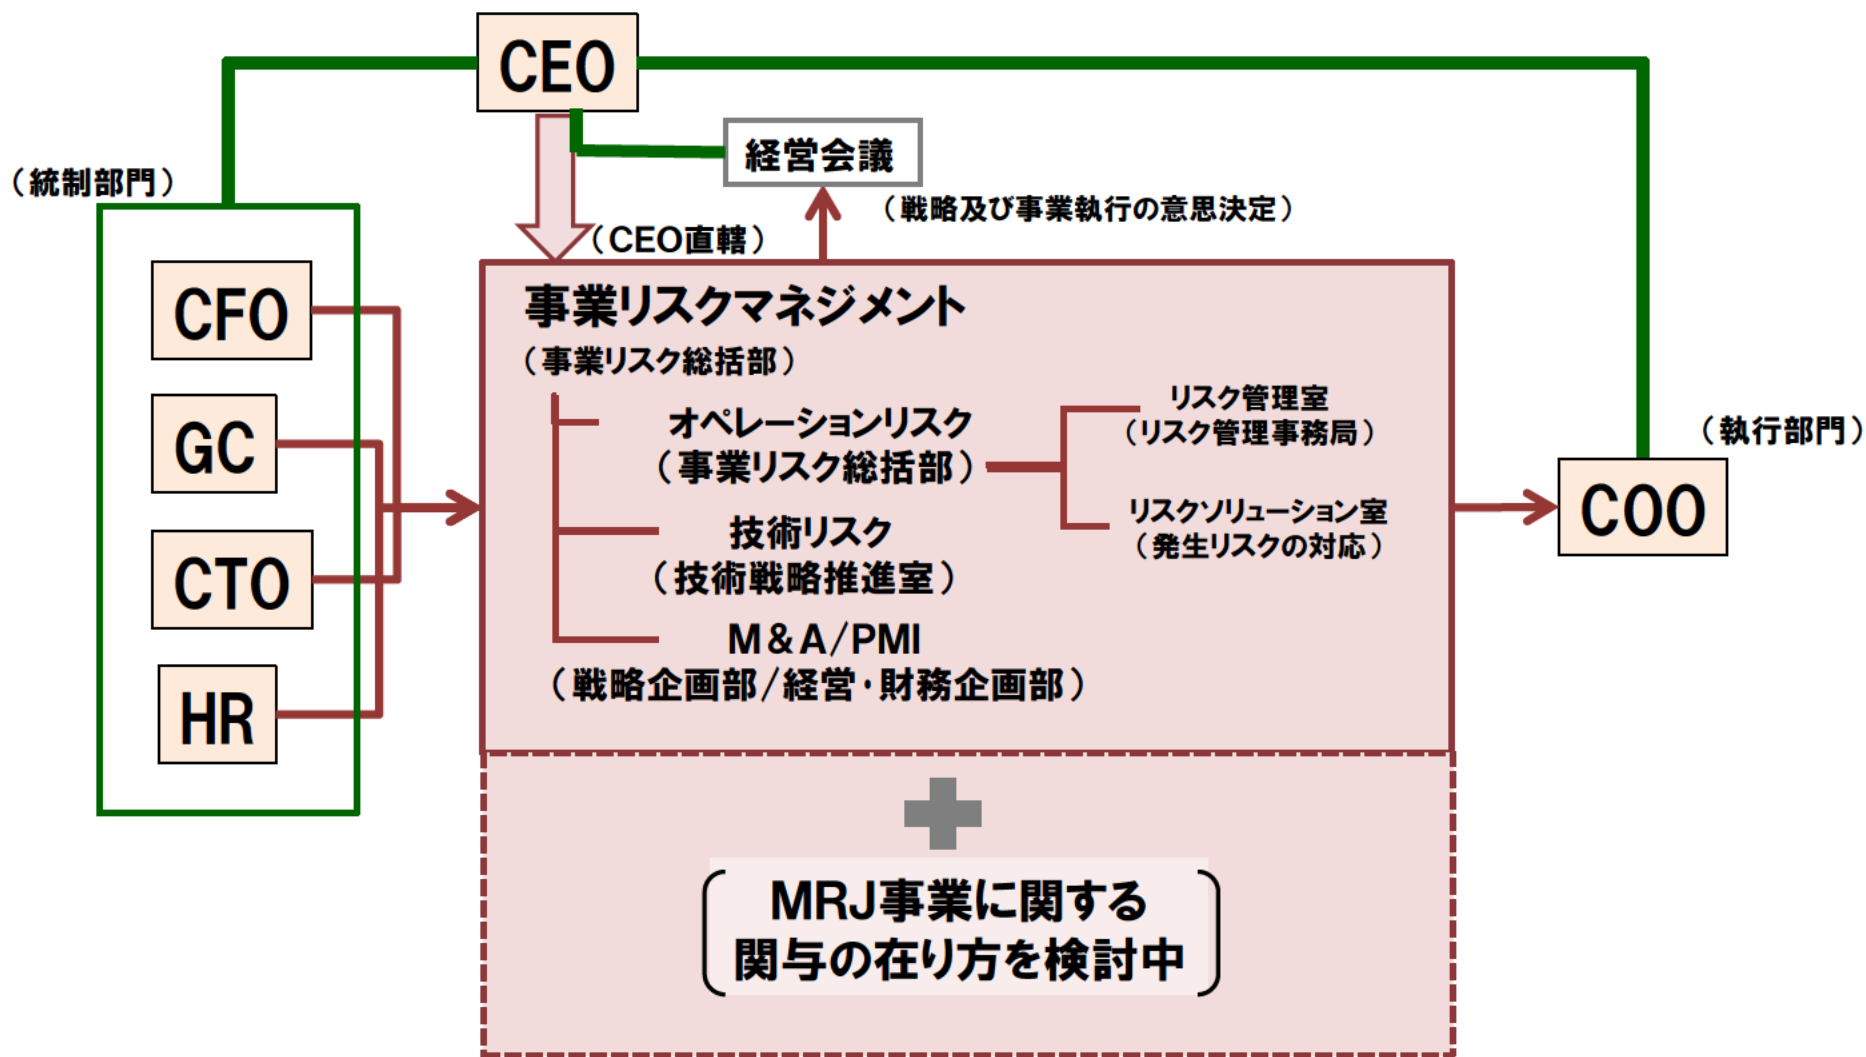 CEO
経営会議
（統制部門）
（戦略及び事業執行の意思決定）
（CEO直轄）
CFO
GC
CTO
HR
事業リスクマネジメント
（事業リスク総括部）
オペレーションリスク
（事業リスク総括部）
リスク管理室
（リスク管理事務局）
リスクソリューション室
（発生リスクの対応）
技術リスク
（技術戦略推進室）
M＆A/PMI
（戦略企画部/経営・財務企画部）
（執行部門）
COO
MRJ事業に関する
関与の在り方を検討中